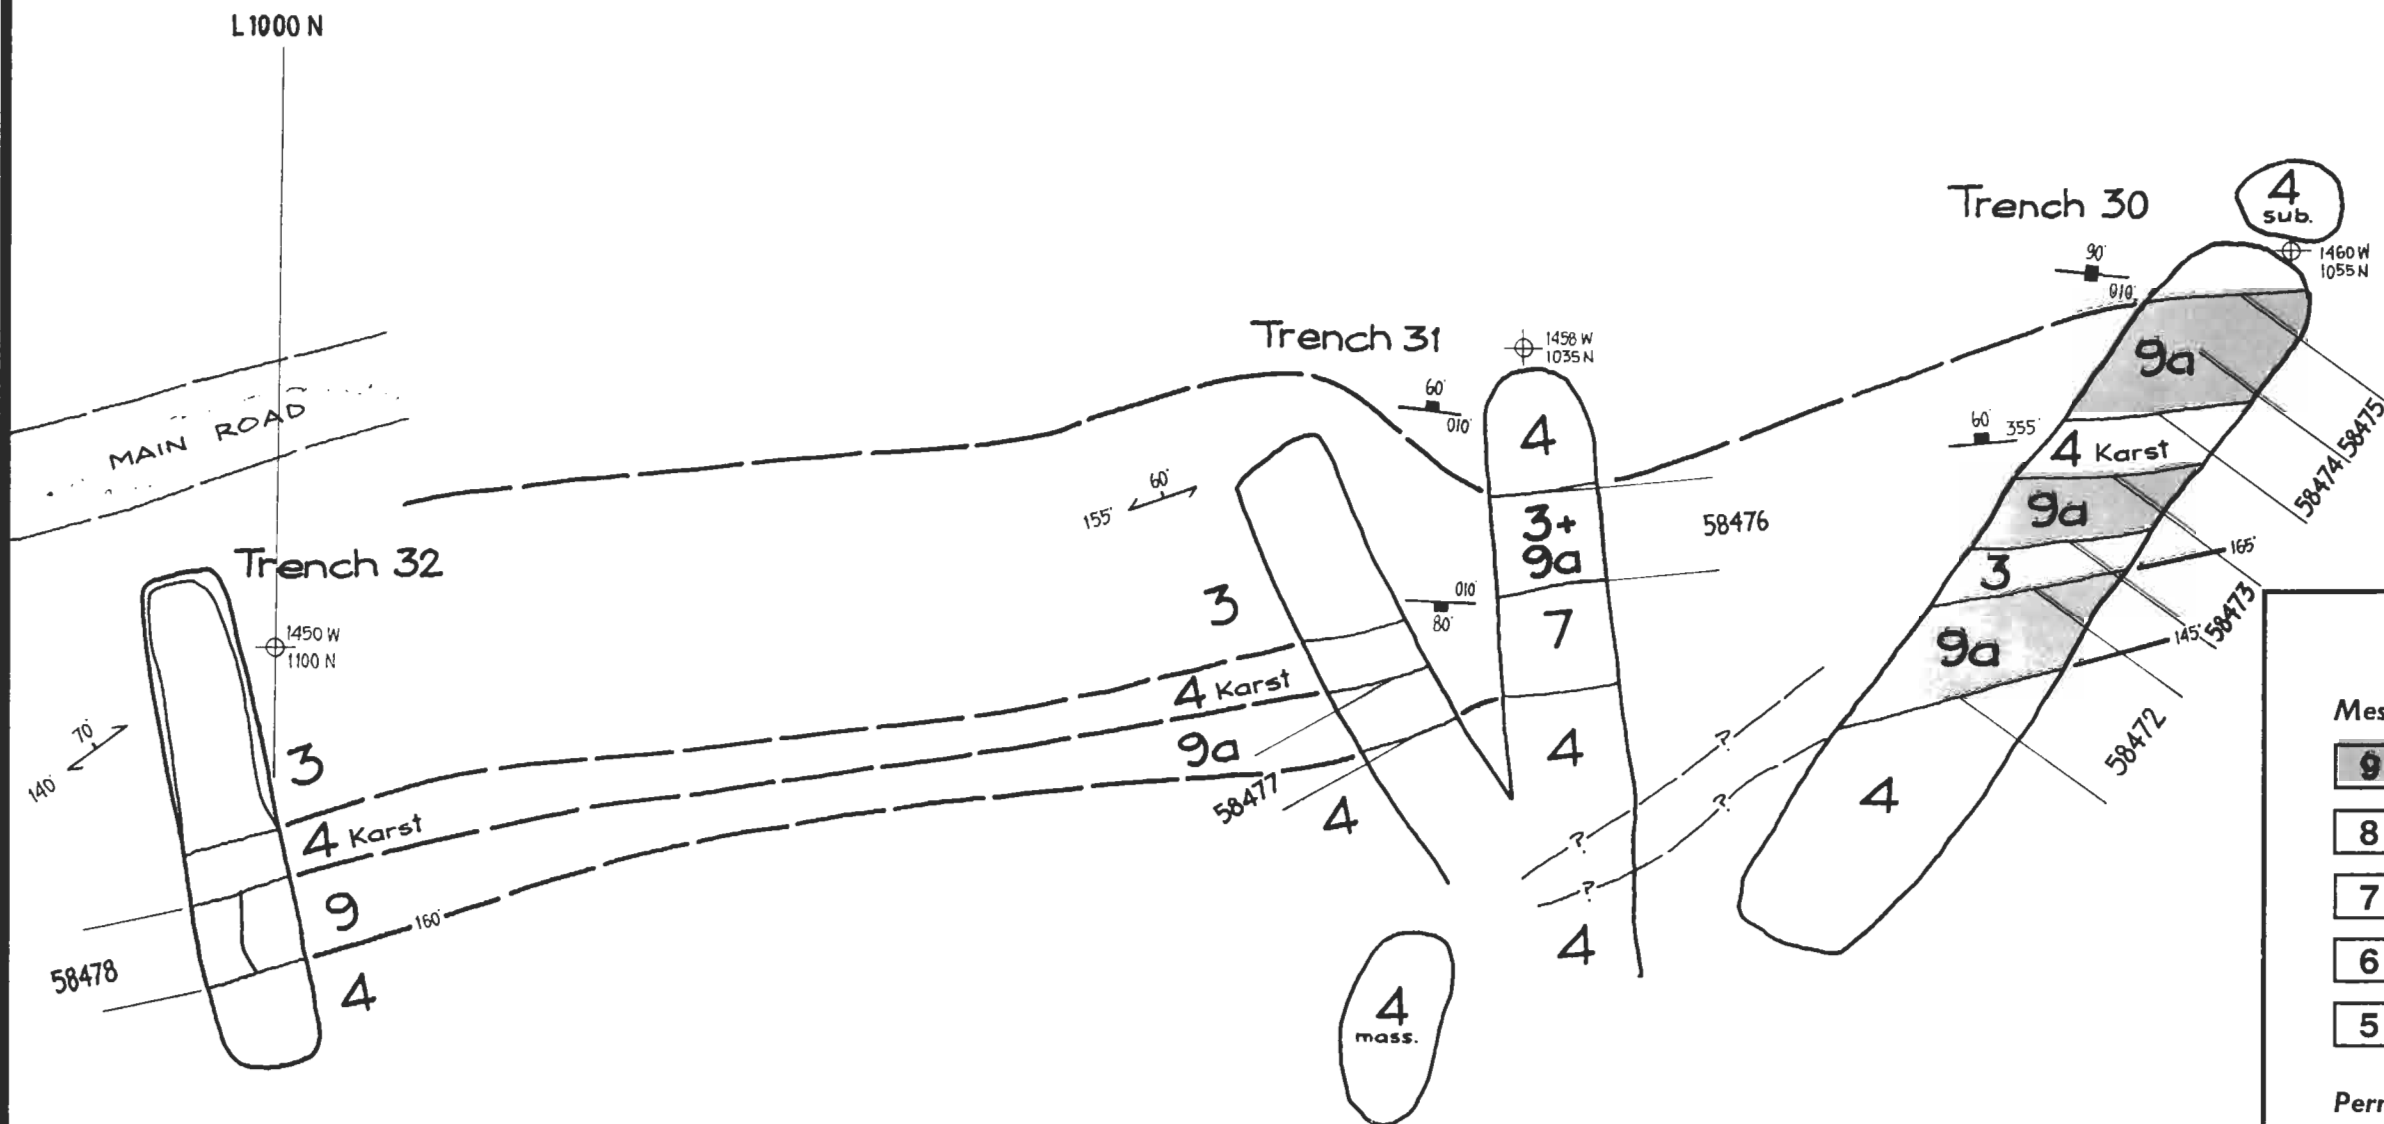 L1000 N
MAIN ROAD
Trench 32
1450 W
1100 N
70°
140°
3
4 Karst
9
160°
4
58478
Trench 31
1458 W
1035 N
60°
010°
60°
155°
3
4 Karst
9a
58477
4
010°
80°
4
3+
9a
58476
7
4
?
?
?
?
4
4
mass.
Trench 30
4
sub.
1460 W
1055 N
90°
010°
9a
60° 355°
4 Karst
9a
3
165°
9a
145°
58475
58474
58473
58472
4
Mes
9
8
7
6
5
Perr